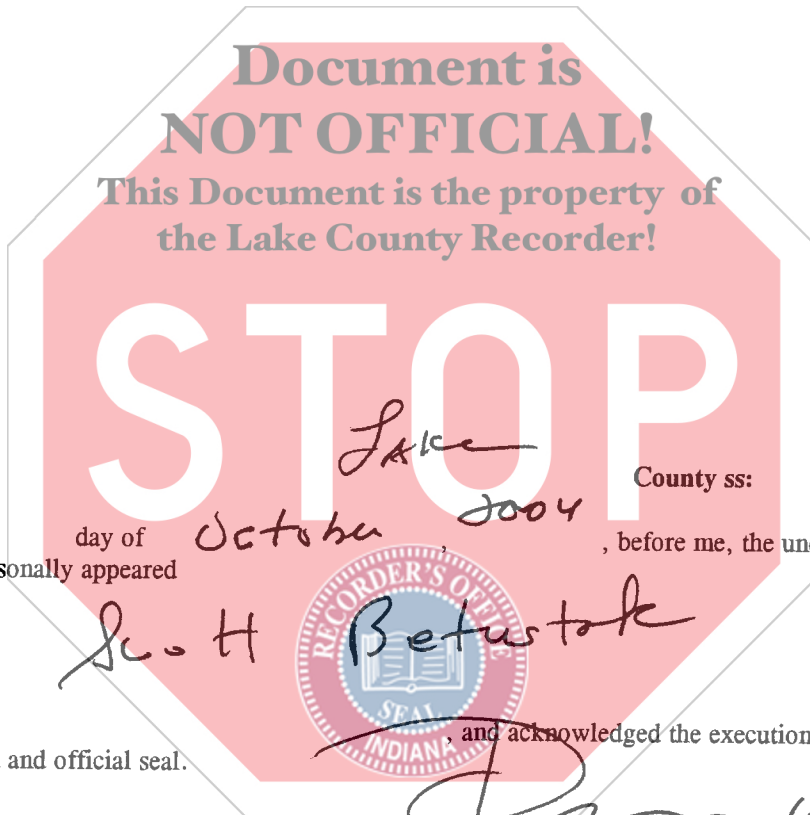 Document is
NOT OFFICIAL!
This Document is the property of
the Lake County Recorder!
STOP
Lake
County ss:
day of October, 2004, before me, the un
sonally appeared
RECORDER'S OFFICE
Scott
SEAL
INDIANA
, and acknowledged the execution
and official seal.